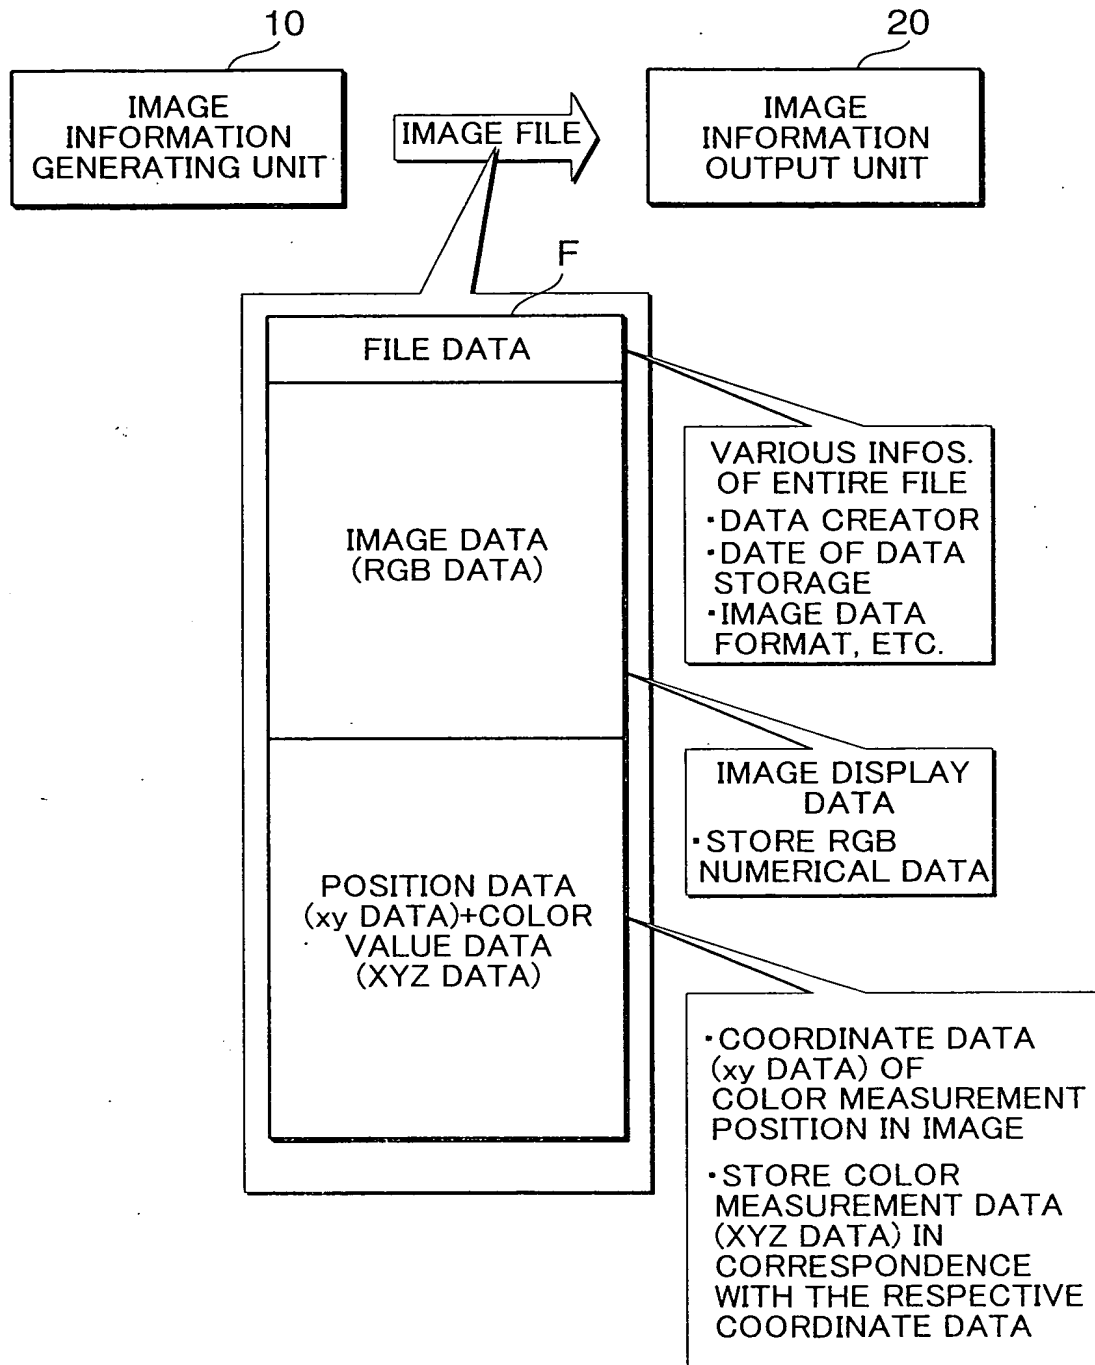 10
20
IMAGE
INFORMATION
GENERATING UNIT
IMAGE FILE
IMAGE
INFORMATION
OUTPUT UNIT
F
FILE DATA
IMAGE DATA
(RGB DATA)
POSITION DATA
(xy DATA)+COLOR
VALUE DATA
(XYZ DATA)
VARIOUS INFOS.
OF ENTIRE FILE
・DATA CREATOR
・DATE OF DATA
STORAGE
・IMAGE DATA
FORMAT, ETC.
IMAGE DISPLAY
DATA
・STORE RGB
NUMERICAL DATA
・COORDINATE DATA
(xy DATA) OF
COLOR MEASUREMENT
POSITION IN IMAGE
・STORE COLOR
MEASUREMENT DATA
(XYZ DATA) IN
CORRESPONDENCE
WITH THE RESPECTIVE
COORDINATE DATA